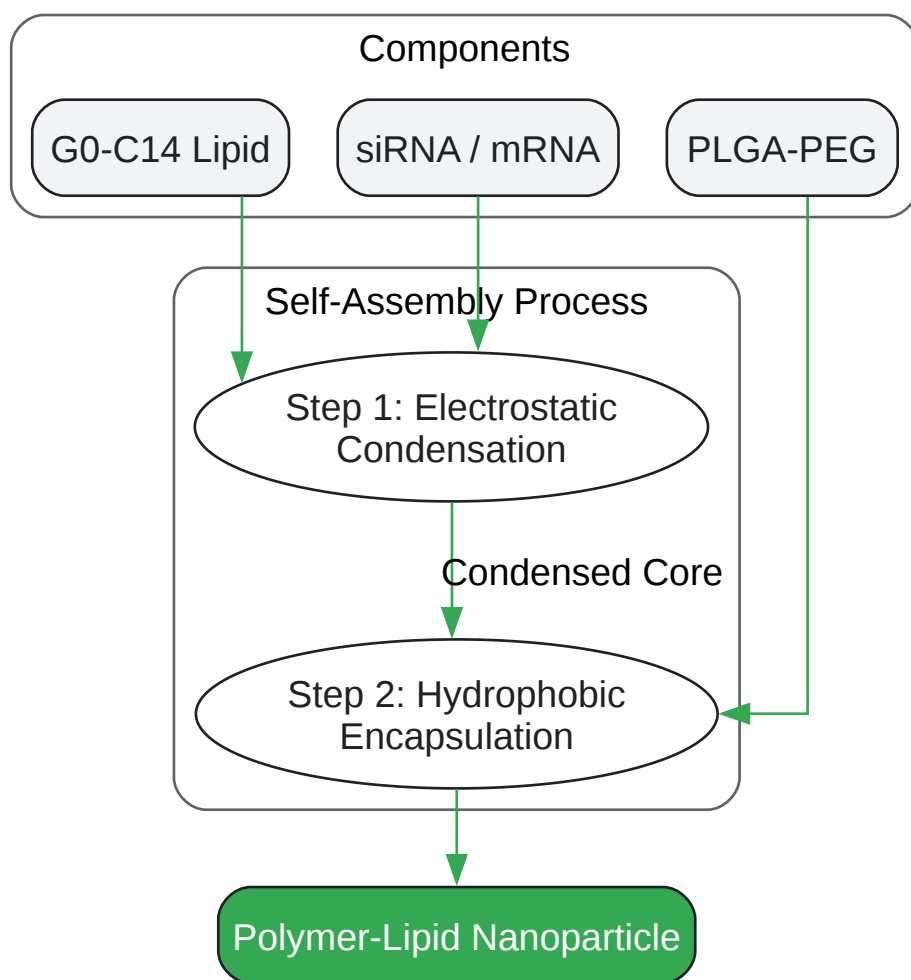 Components
G0-C14 Lipid
siRNA / mRNA
PLGA-PEG
Self-Assembly Process
Step 1: Electrostatic
Condensation
Condensed Core
Step 2: Hydrophobic
Encapsulation
Polymer-Lipid Nanoparticle